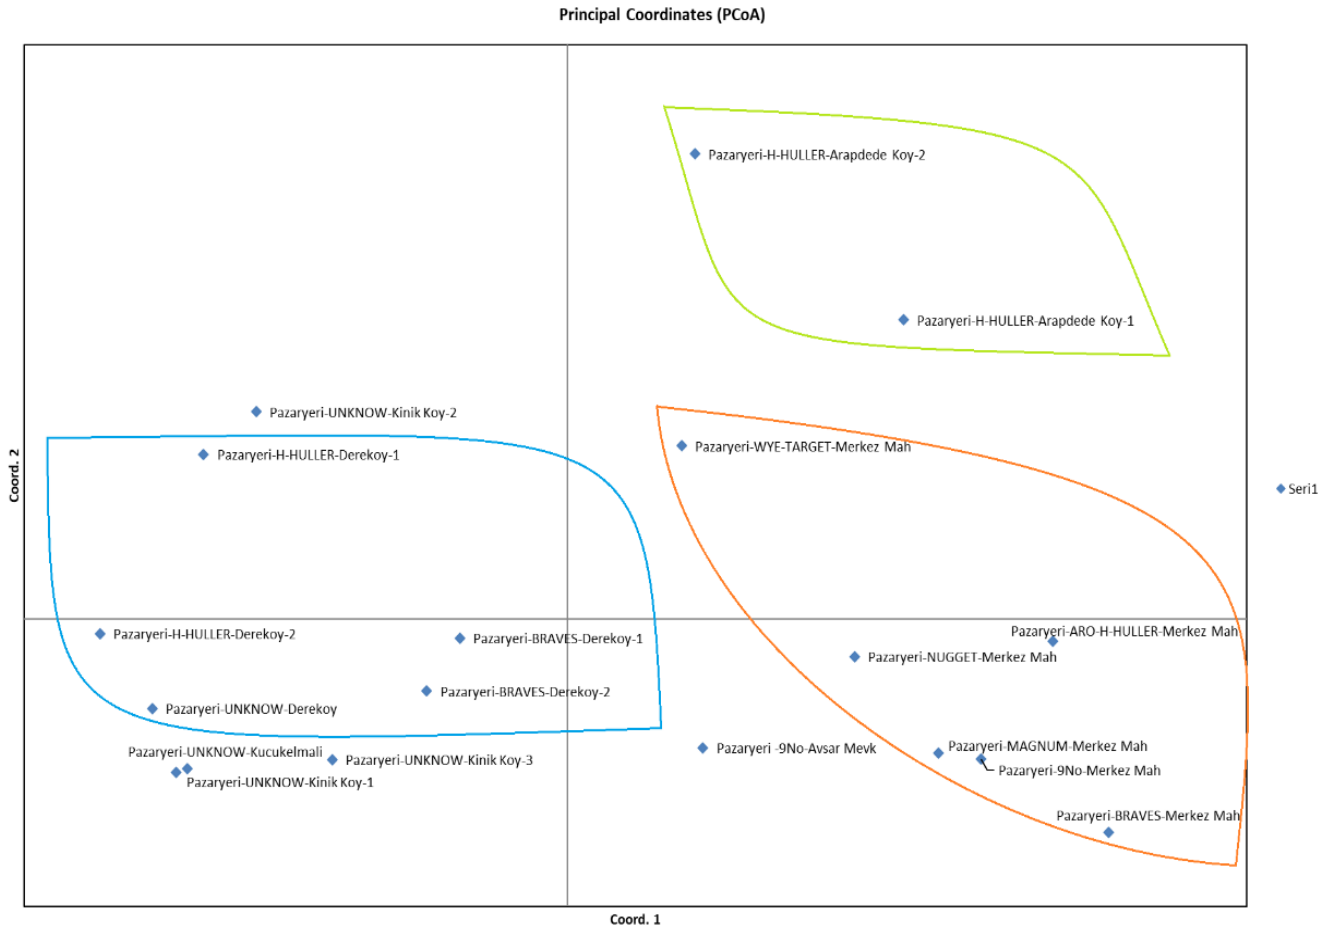 Principal Coordinates (PCoA)
Pazaryeri-H-HULLER-Arapdede Koy-2
Pazaryeri-H-HULLER-Arapdede Koy-1
Pazaryeri-UNKNOW-Kinik Koy-2
Pazaryeri-WYE-TARGET-Merkez Mah
Pazaryeri-H-HULLER-Derekoy-1
Coord. 2
Seri1
Pazaryeri-ARO-H-HULLER-Merkez Mah
Pazaryeri-H-HULLER-Derekoy-2
Pazaryeri-BRAVES-Derekoy-1
Pazaryeri-NUGGET-Merkez Mah
Pazaryeri-BRAVES-Derekoy-2
Pazaryeri-UNKNOW-Derekoy
Pazaryeri-UNKNOW-Kucukelmali
Pazaryeri -9No-Avsar Mevk
Pazaryeri-MAGNUM-Merkez Mah
Pazaryeri-UNKNOW-Kinik Koy-3
Pazaryeri-9No-Merkez Mah
Pazaryeri-UNKNOW-Kinik Koy-1
Pazaryeri-BRAVES-Merkez Mah
Coord. 1